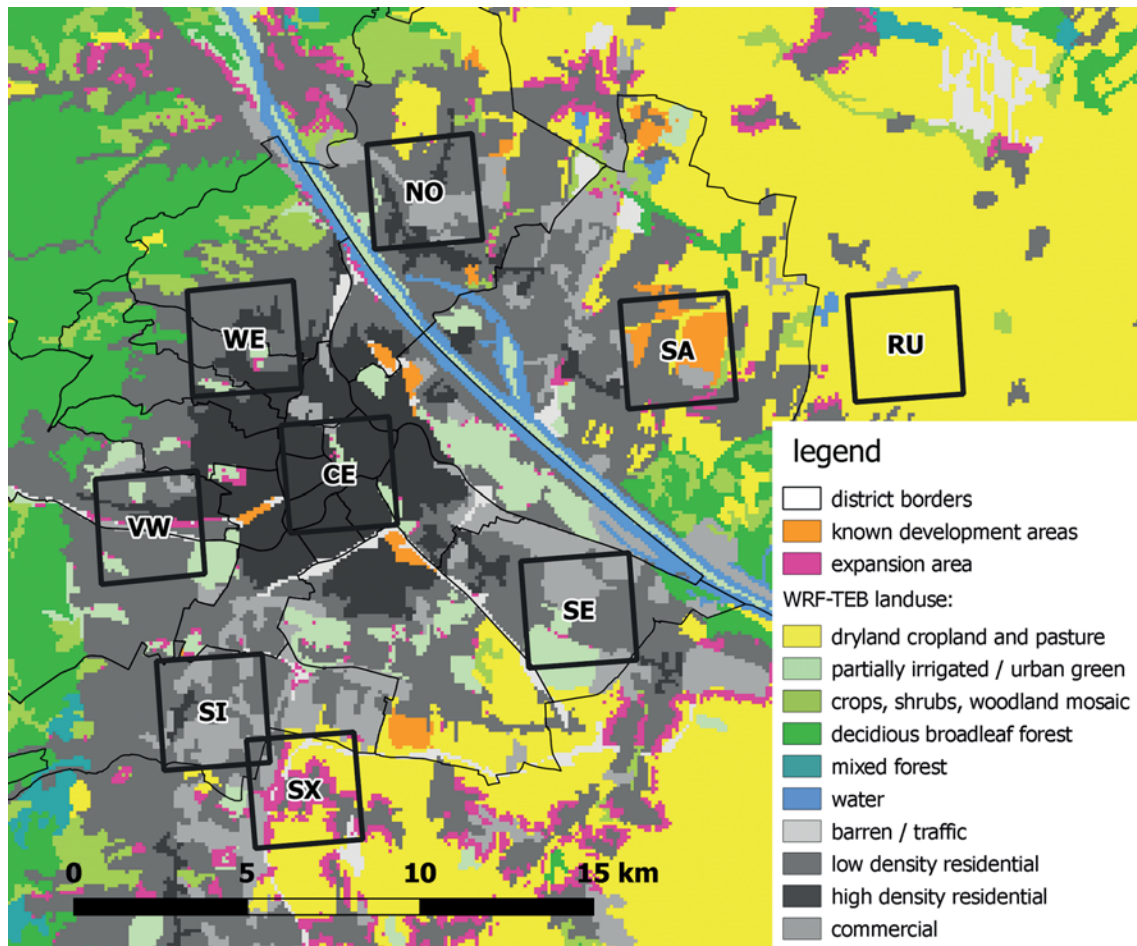 NO
WE
SA
RU
CE
VW
SE
SI
SX
0 5 10 15 km
legend
district borders
known development areas
expansion area
WRF-TEB landuse:
dryland cropland and pasture
partially irrigated / urban green
crops, shrubs, woodland mosaic
decidious broadleaf forest
mixed forest
water
barren / traffic
low density residential
high density residential
commercial